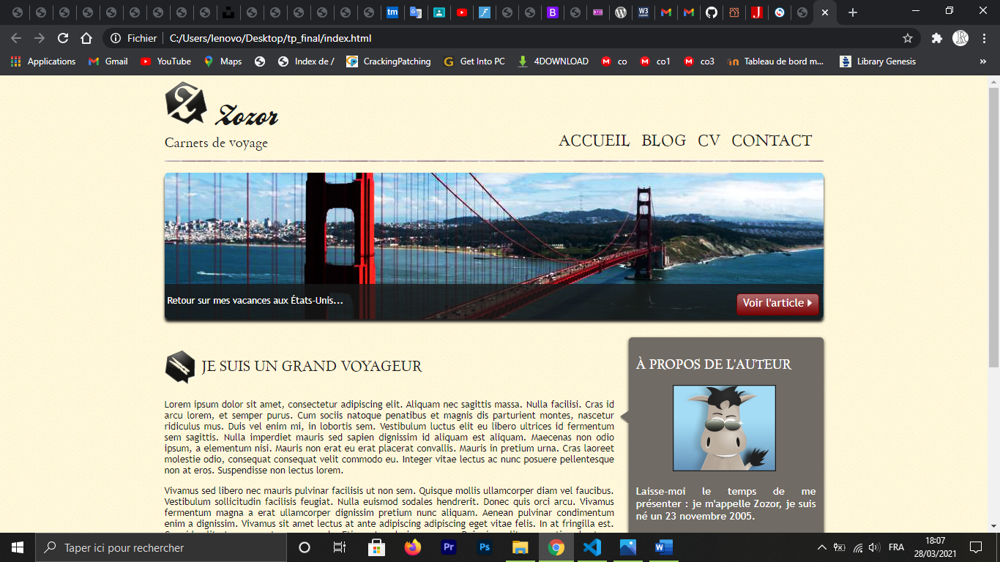 tm
B
W3
J
Fichier C:/Users/lenovo/Desktop/tp_final/index.html
Applications Gmail YouTube Maps Index de / CrackingPatching Get Into PC 4DOWNLOAD co co1 co3 Tableau de bord m... Library Genesis »
Zozor
Carnets de voyage
ACCUEIL BLOG CV CONTACT
Retour sur mes vacances aux États-Unis...
Voir l'article
JE SUIS UN GRAND VOYAGEUR
Lorem ipsum dolor sit amet, consectetur adipiscing elit. Aliquam nec sagittis massa. Nulla facilisi. Cras id
arcu lorem, et semper purus. Cum sociis natoque penatibus et magnis dis parturient montes, nascetur
ridiculus mus. Duis vel enim mi, in lobortis sem. Vestibulum luctus elit eu libero ultrices id fermentum
sem sagittis. Nulla imperdiet mauris sed sapien dignissim id aliquam est aliquam. Maecenas non odio
ipsum, a elementum nisi. Mauris non erat eu erat placerat convallis. Mauris in pretium urna. Cras laoreet
molestie odio, consequat consequat velit commodo eu. Integer vitae lectus ac nunc posuere pellentesque
non at eros. Suspendisse non lectus lorem.
Vivamus sed libero nec mauris pulvinar facilisis ut non sem. Quisque mollis ullamcorper diam vel faucibus.
Vestibulum sollicitudin facilisis feugiat. Nulla euismod sodales hendrerit. Donec quis orci arcu. Vivamus
fermentum magna a erat ullamcorper dignissim pretium nunc aliquam. Aenean pulvinar condimentum
enim a dignissim. Vivamus sit amet lectus at ante adipiscing adipiscing eget vitae felis. In at fringilla est.
À PROPOS DE L'AUTEUR
Laisse-moi le temps de me
présenter : je m'appelle Zozor, je suis
né un 23 novembre 2005.
Taper ici pour rechercher
Pr
Ps
FRA
18:07
28/03/2021